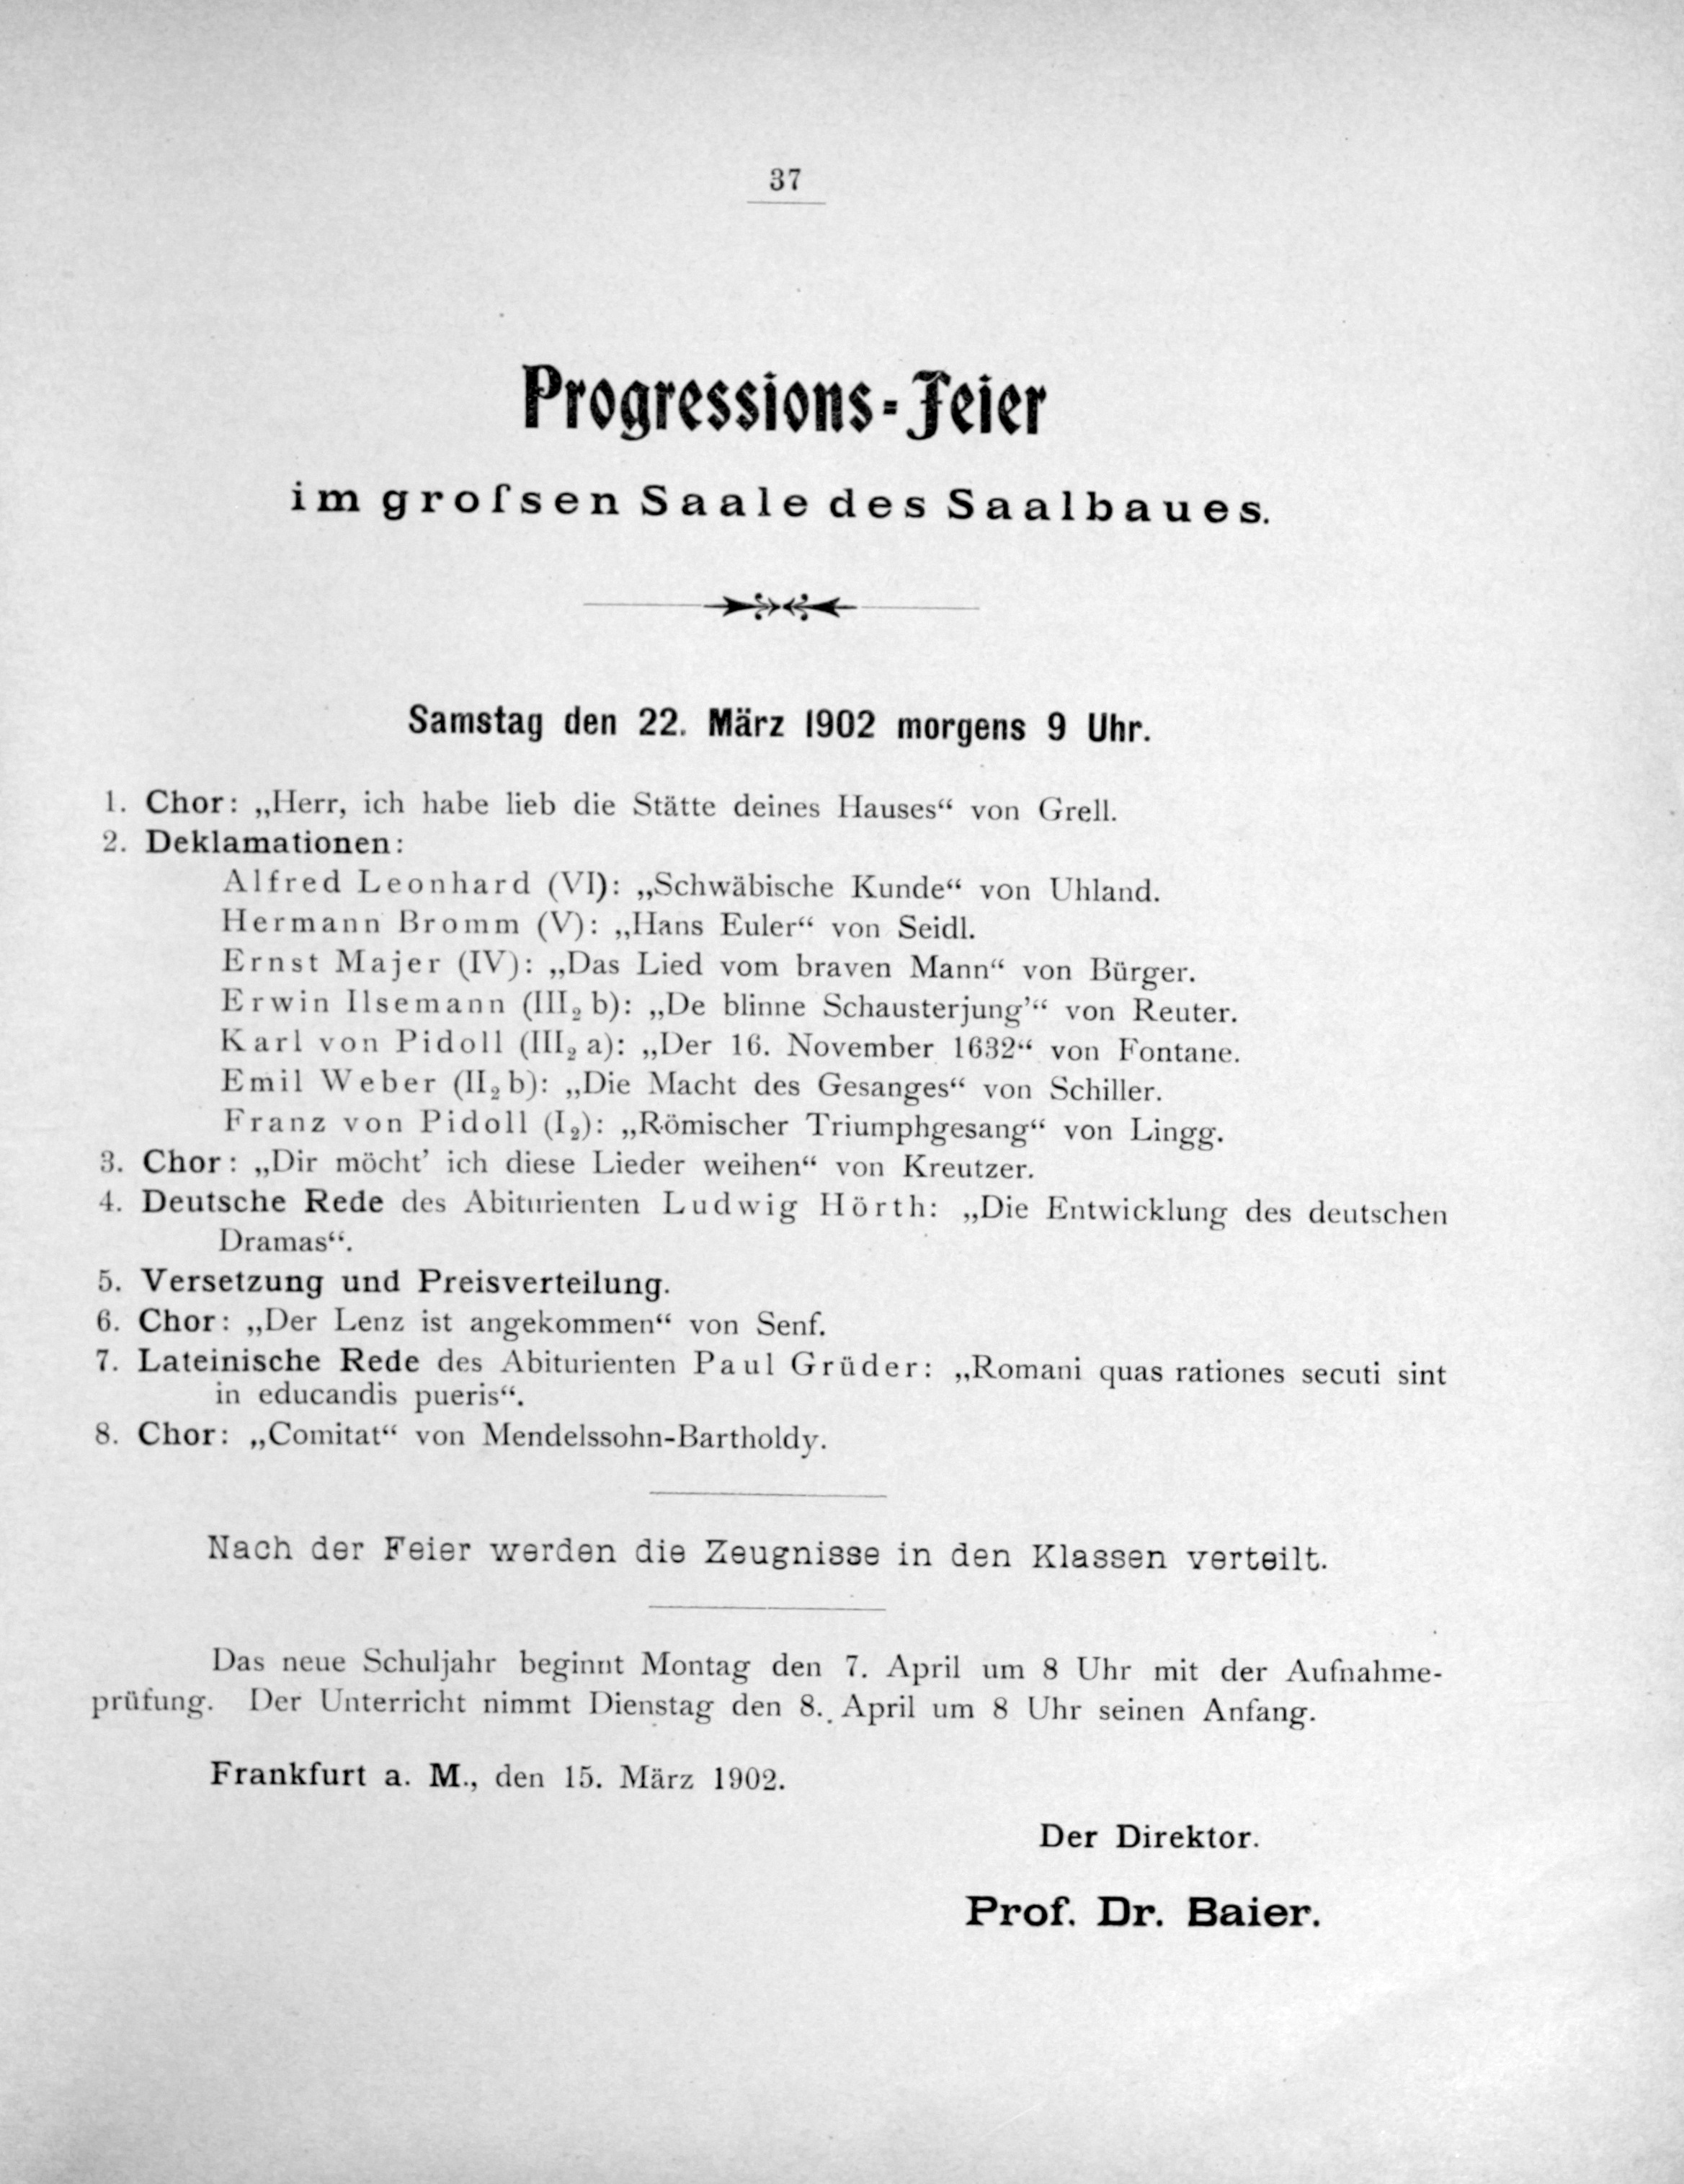 37
Progressions-Feier
im groſsen Saale des Saalbaues.
Samstag den 22. März 1902 morgens 9 Uhr.
1. Chor: „Herr, ich habe lieb die Stätte deines Hauses“ von Grell.
2. Deklamationen:
Alfred Leonhard (VI): „Schwäbische Kunde“ von Uhland.
Hermann Bromm (V): „Hans Euler“ von Seidl.
Ernst Majer (IV): „Das Lied vom braven Mann“ von Bürger.
Erwin Ilsemann (III₂ b): „De blinne Schausterjung’“ von Reuter.
Karl von Pidoll (III₂ a): „Der 16. November 1632“ von Fontane.
Emil Weber (II₂ b): „Die Macht des Gesanges“ von Schiller.
Franz von Pidoll (I₂): „Römischer Triumphgesang“ von Lingg.
3. Chor: „Dir möcht’ ich diese Lieder weihen“ von Kreutzer.
4. Deutsche Rede des Abiturienten Ludwig Hörth: „Die Entwicklung des deutschen
Dramas“.
5. Versetzung und Preisverteilung.
6. Chor: „Der Lenz ist angekommen“ von Senf.
7. Lateinische Rede des Abiturienten Paul Grüder: „Romani quas rationes secuti sint
in educandis pueris“.
8. Chor: „Comitat“ von Mendelssohn-Bartholdy.
Nach der Feier werden die Zeugnisse in den Klassen verteilt.
Das neue Schuljahr beginnt Montag den 7. April um 8 Uhr mit der Aufnahme-
prüfung. Der Unterricht nimmt Dienstag den 8. April um 8 Uhr seinen Anfang.
Frankfurt a. M., den 15. März 1902.
Der Direktor.
Prof. Dr. Baier.